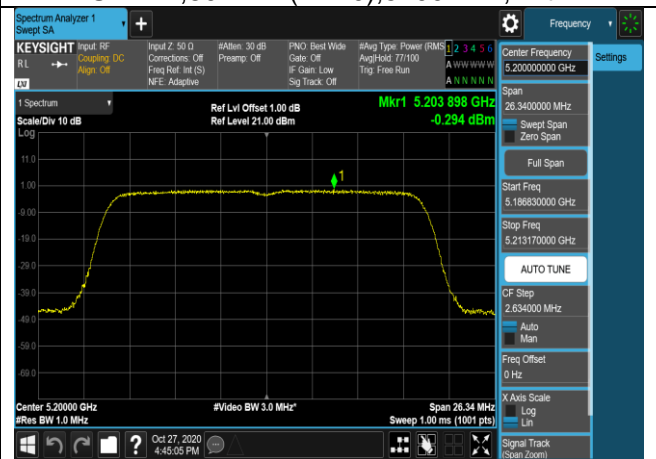 Spectrum Analyzer 1
Swept SA
+
Frequency
KEYSIGHT
RL
LXI
Input: RF
Coupling: DC
Align: Off
Input Z: 50 Ω
Corrections: Off
Freq Ref: Int (S)
NFE: Adaptive
#Atten: 30 dB
Preamp: Off
PNO: Best Wide
Gate: Off
IF Gain: Low
Sig Track: Off
#Avg Type: Power (RMS
Avg|Hold: 77/100
Trig: Free Run
1 2 3 4 5 6
A W W W W W
A N N N N N
1 Spectrum
Scale/Div 10 dB
Log
Ref Lvl Offset 1.00 dB
Ref Level 21.00 dBm
Mkr1 5.203 898 GHz
-0.294 dBm
11.0
1.00
-9.00
-19.0
-29.0
-39.0
-49.0
-59.0
-69.0
1
Center 5.20000 GHz
#Res BW 1.0 MHz
#Video BW 3.0 MHz*
Span 26.34 MHz
Sweep 1.00 ms (1001 pts)
Oct 27, 2020
4:45:05 PM
?
Center Frequency
5.200000000 GHz
Span
26.3400000 MHz
Swept Span
Zero Span
Full Span
Start Freq
5.186830000 GHz
Stop Freq
5.213170000 GHz
AUTO TUNE
CF Step
2.634000 MHz
Auto
Man
Freq Offset
0 Hz
X Axis Scale
Log
Lin
Signal Track
(Span Zoom)
Settings